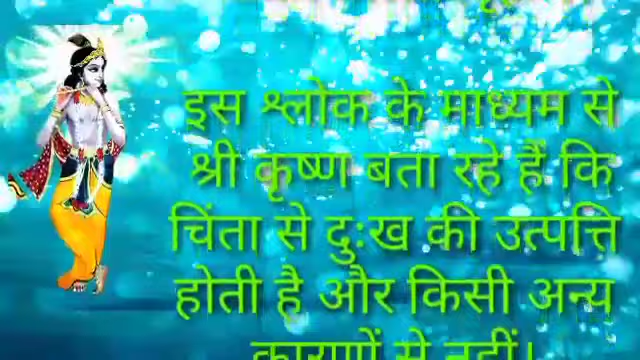 इस श्लोक के माध्यम से
श्री कृष्ण बता रहे हैं कि
चिंता से दुःख की उत्पत्ति
होती है और किसी अन्य
कारणों से नहीं।